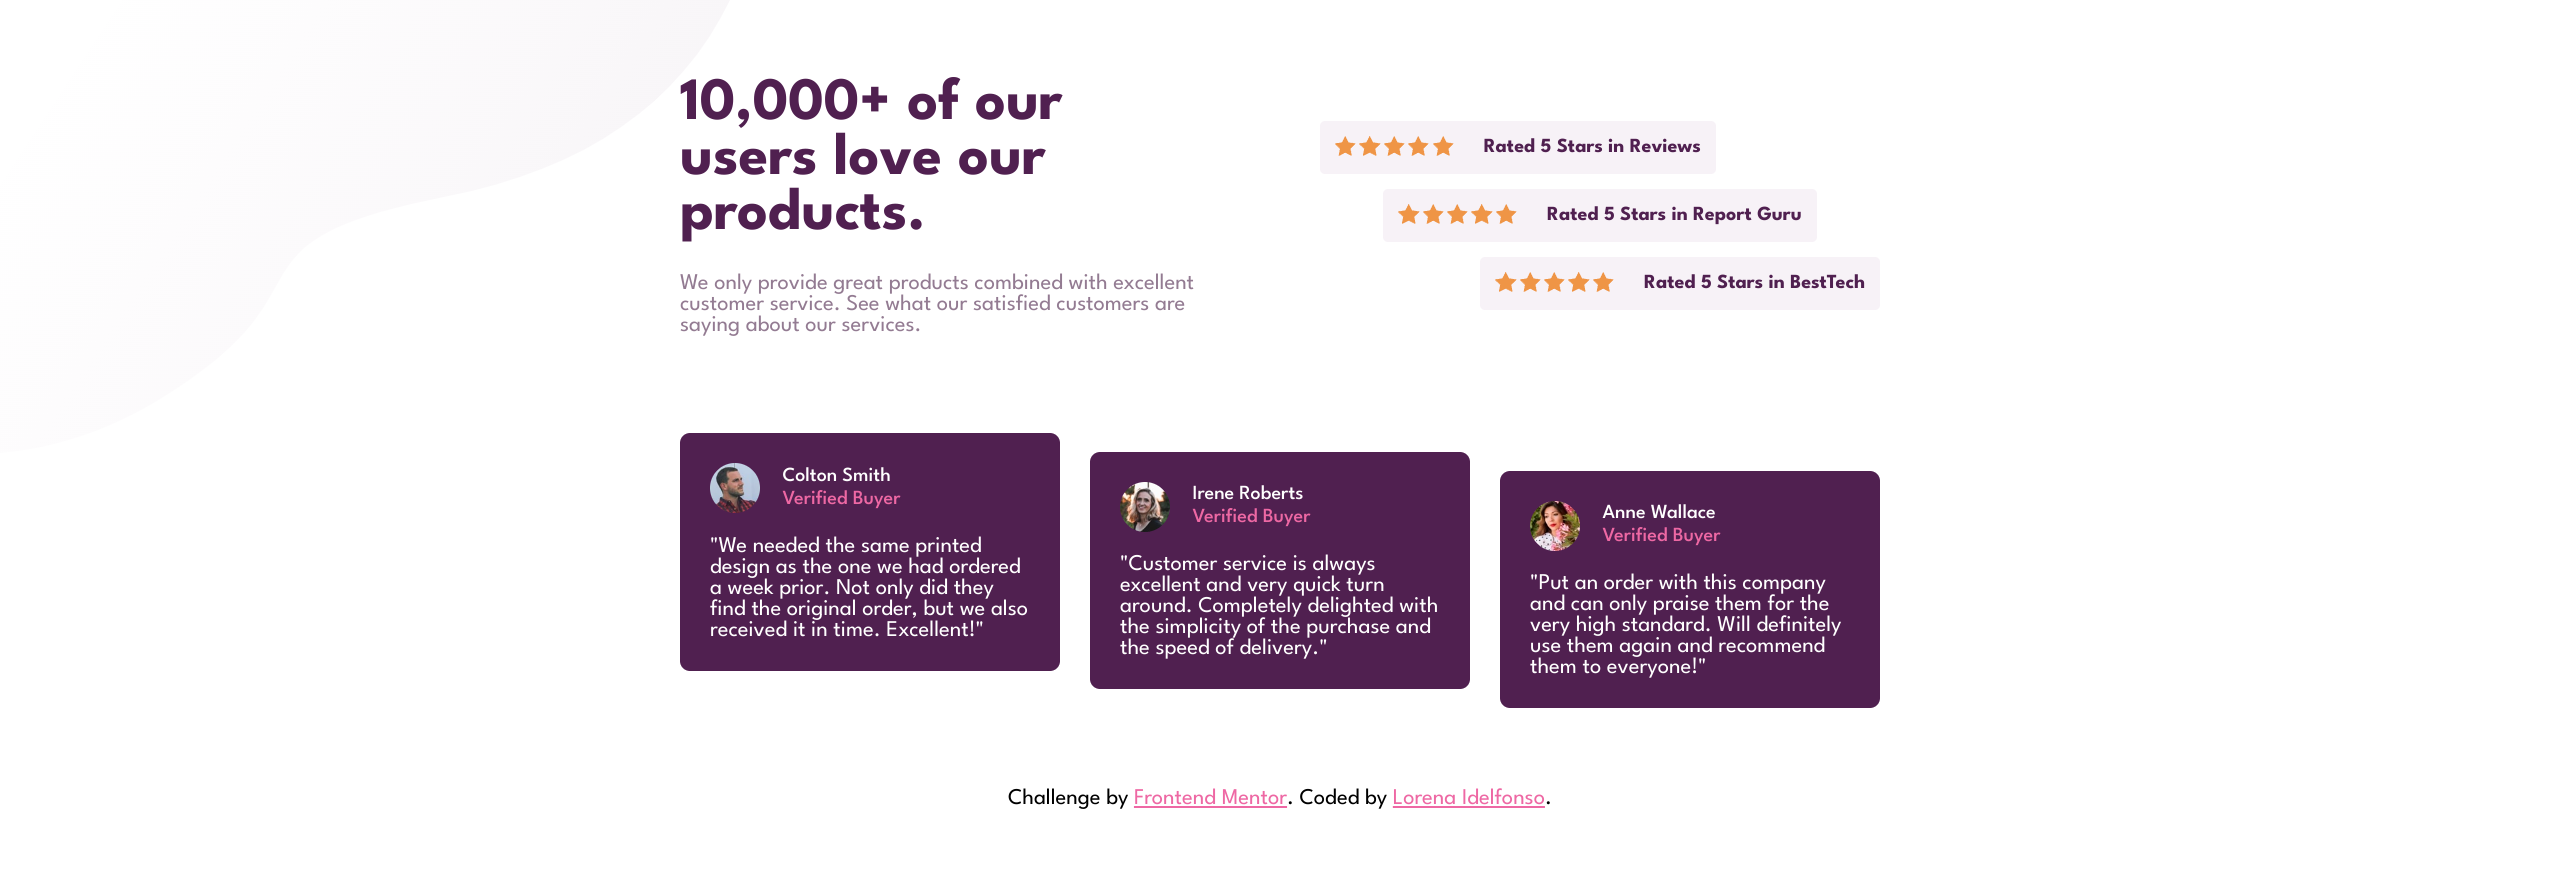 10,000+ of our
users love our
products.
We only provide great products combined with excellent
customer service. See what our satisfied customers are
saying about our services.
Rated 5 Stars in Reviews
Rated 5 Stars in Report Guru
Rated 5 Stars in BestTech
Colton Smith
Verified Buyer
"We needed the same printed
design as the one we had ordered
a week prior. Not only did they
find the original order, but we also
received it in time. Excellent!"
Irene Roberts
Verified Buyer
"Customer service is always
excellent and very quick turn
around. Completely delighted with
the simplicity of the purchase and
the speed of delivery."
Anne Wallace
Verified Buyer
"Put an order with this company
and can only praise them for the
very high standard. Will definitely
use them again and recommend
them to everyone!"
Challenge by Frontend Mentor. Coded by Lorena Idelfonso.